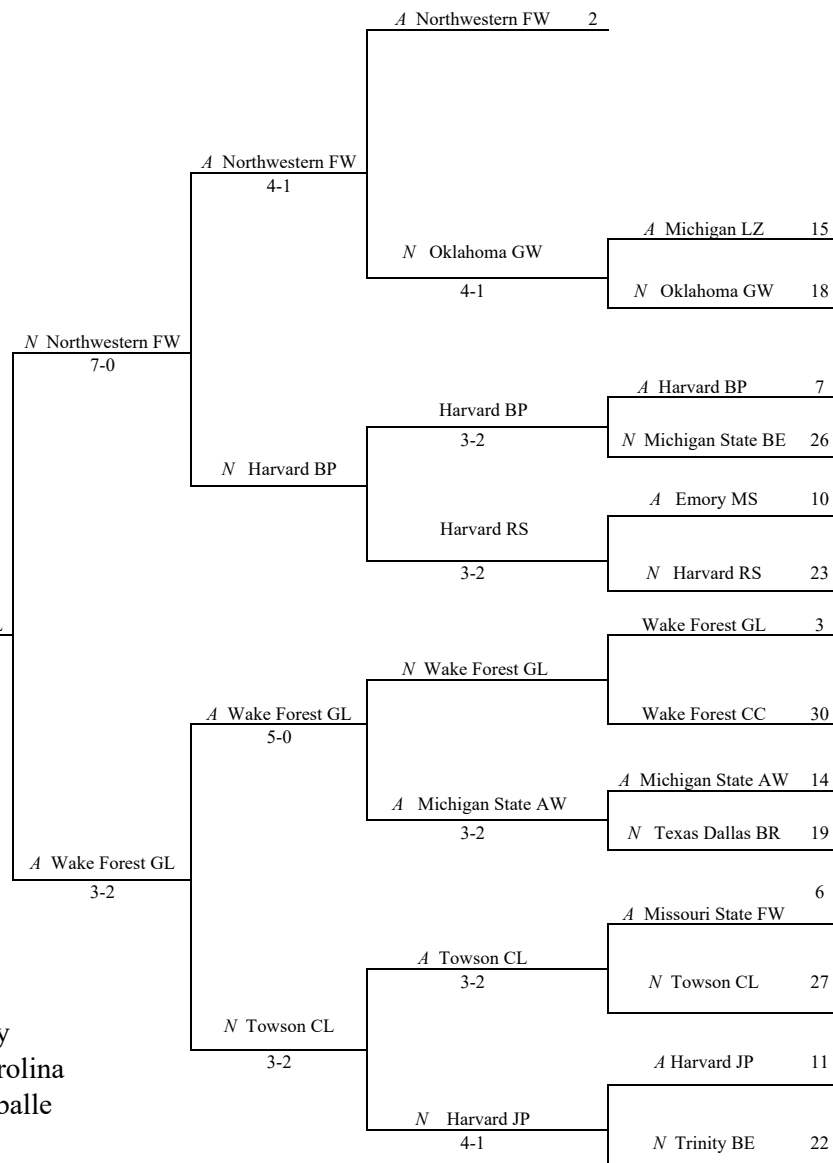 A Northwestern FW 2
A Northwestern FW
4-1
A Michigan LZ 15
N Oklahoma GW
4-1
N Oklahoma GW 18
N Northwestern FW
7-0
A Harvard BP 7
Harvard BP
3-2
N Michigan State BE 26
N Harvard BP
A Emory MS 10
Harvard RS
3-2
N Harvard RS 23
Wake Forest GL 3
N Wake Forest GL
A Wake Forest GL
5-0
Wake Forest CC 30
A Michigan State AW 14
A Michigan State AW
3-2
N Texas Dallas BR 19
A Wake Forest GL
3-2
6
A Missouri State FW
A Towson CL
3-2
N Towson CL 27
N Towson CL
3-2
y
rolina
balle
A Harvard JP 11
N Harvard JP
4-1
N Trinity BE 22